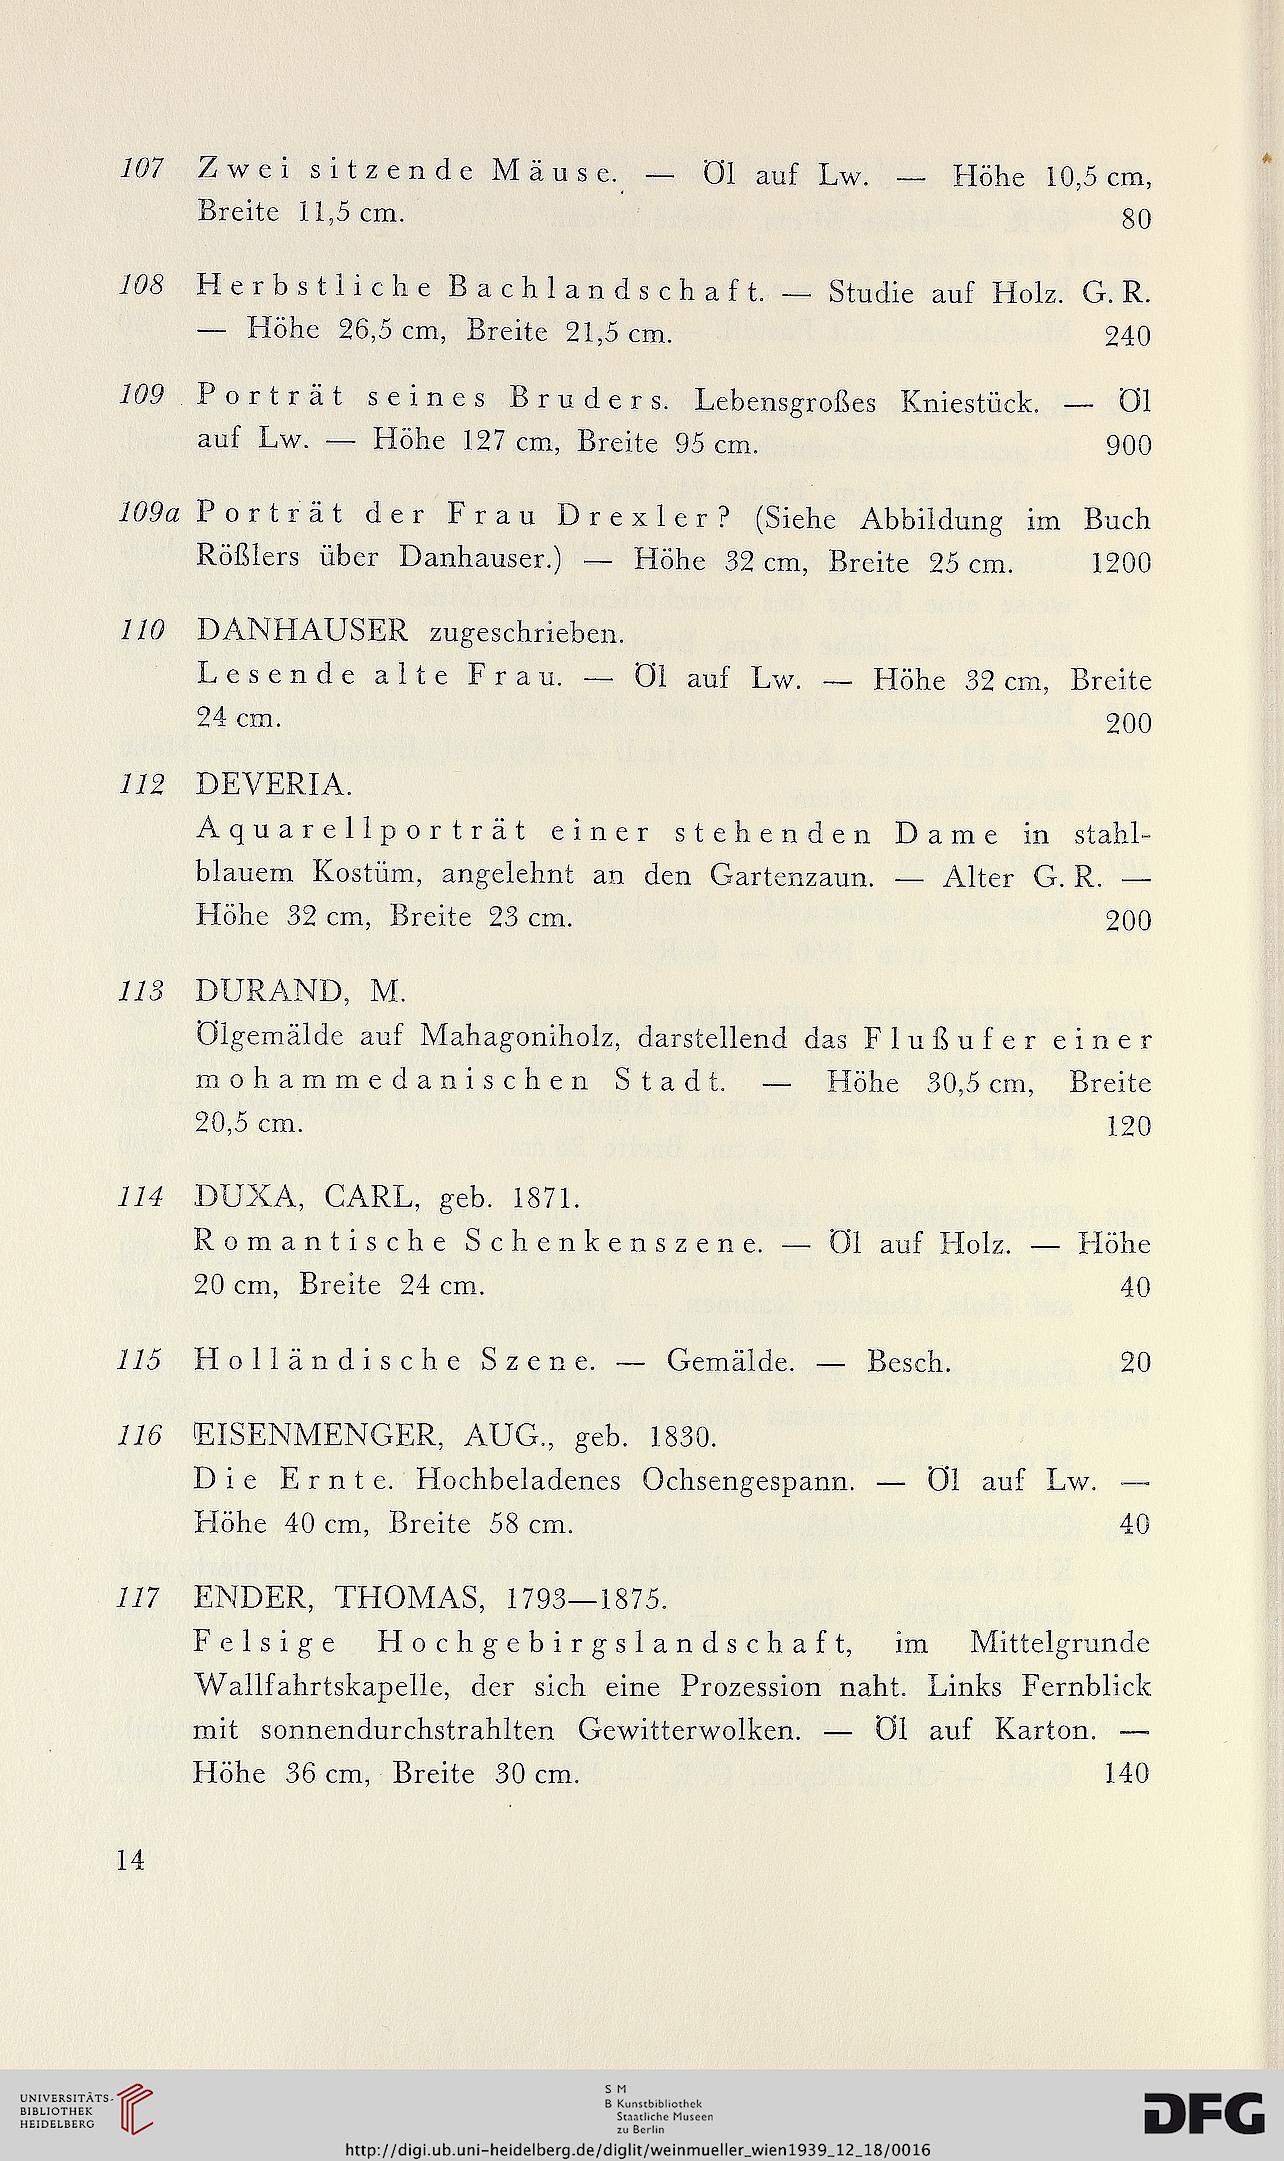 107 Zwei sitzende Mäuse. — Öl auf Lw. — Höhe 10,5 cm,
Breite 11,5 cm. 80
108 Herbstliche Bachlandschaft. — Studie auf Holz. G. R.
— Höhe 26,5 cm, Breite 21,5 cm. 240
109 Porträt seines Bruders. Lebensgroßes Kniestück. — Öl
auf Lw. — Höhe 127 cm, Breite 95 cm. 900
109a Porträt der Frau Drexler? (Siehe Abbildung im Buch
Rößlers über Danhauser.) — Höhe 32 cm, Breite 25 cm. 1200
110 DANHAUSER zugeschrieben.
Lesende alte Frau. — Öl auf Lw. — Höhe 32 cm, Breite
24 cm. 200
112 DEVERIA.
Aquarellporträt einer stehenden Dame in stahl-
blauem Kostüm, angelehnt an den Gartenzaun. — Alter G. R. —
Höhe 32 cm, Breite 23 cm. 200
113 DURAND, M.
Ölgemälde auf Mahagoniholz, darstellend das Flußufer einer
mohammedanischen Stadt. — Höhe 30,5 cm, Breite
20,5 cm. 120
114 DUXA, CARL, geb. 1871.
Romantische Schenkenszene. — Öl auf Holz. — Höhe
20 cm, Breite 24 cm. 40
115 Holländische Szene. — Gemälde. — Besch. 20
116 EISENMENGER, AUG., geb. 1830.
Die Ernte. Hochbeladenes Ochsengespann. — Öl auf Lw. —
Höhe 40 cm, Breite 58 cm. 40
117 ENDER, THOMAS, 1793—1875.
Felsige Hochgebirgslandschaft, im Mittelgrunde
Wallfahrtskapelle, der sich eine Prozession naht. Links Fernblick
mit sonnendurchstrahlten Gewitterwolken. — Öl auf Karton. —
Höhe 36 cm, Breite 30 cm. 140
14
UNIVERSITÄTS-
BIBLIOTHEK
HEIDELBERG
S M
B Kunstbibliothek
Staatliche Museen
zu Berlin
DFG
http://digi.ub.uni-heidelberg.de/diglit/weinmueller_wien1939_12_18/0016